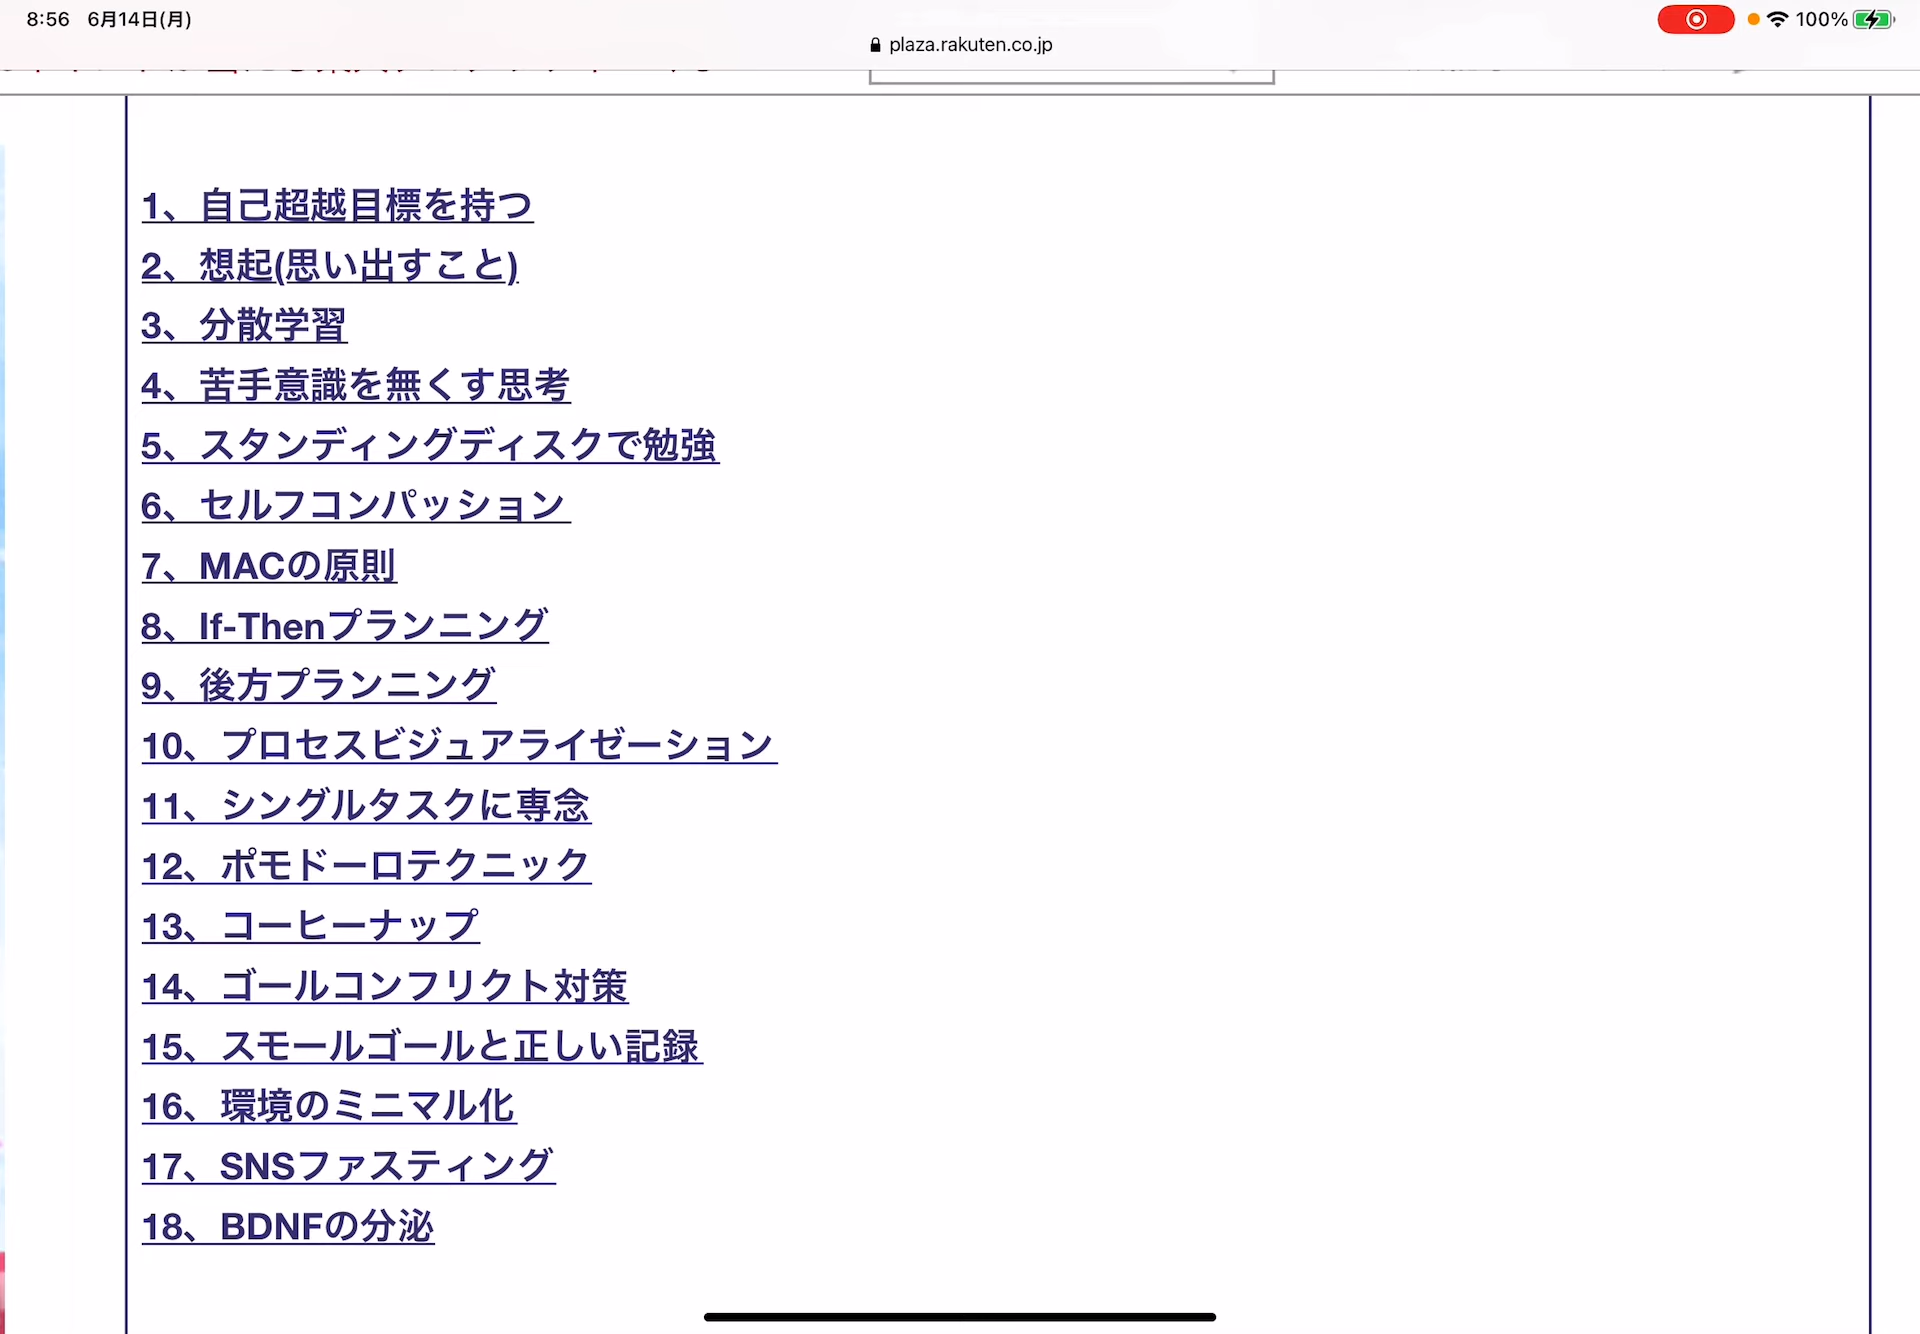 8:56 6月14日(月) 100%
plaza.rakuten.co.jp
1、自己超越目標を持つ
2、想起(思い出すこと)
3、分散学習
4、苦手意識を無くす思考
5、スタンディングディスクで勉強
6、セルフコンパッション
7、MACの原則
8、If-Thenプランニング
9、後方プランニング
10、プロセスビジュアライゼーション
11、シングルタスクに専念
12、ポモドーロテクニック
13、コーヒーナップ
14、ゴールコンフリクト対策
15、スモールゴールと正しい記録
16、環境のミニマル化
17、SNSファスティング
18、BDNFの分泌